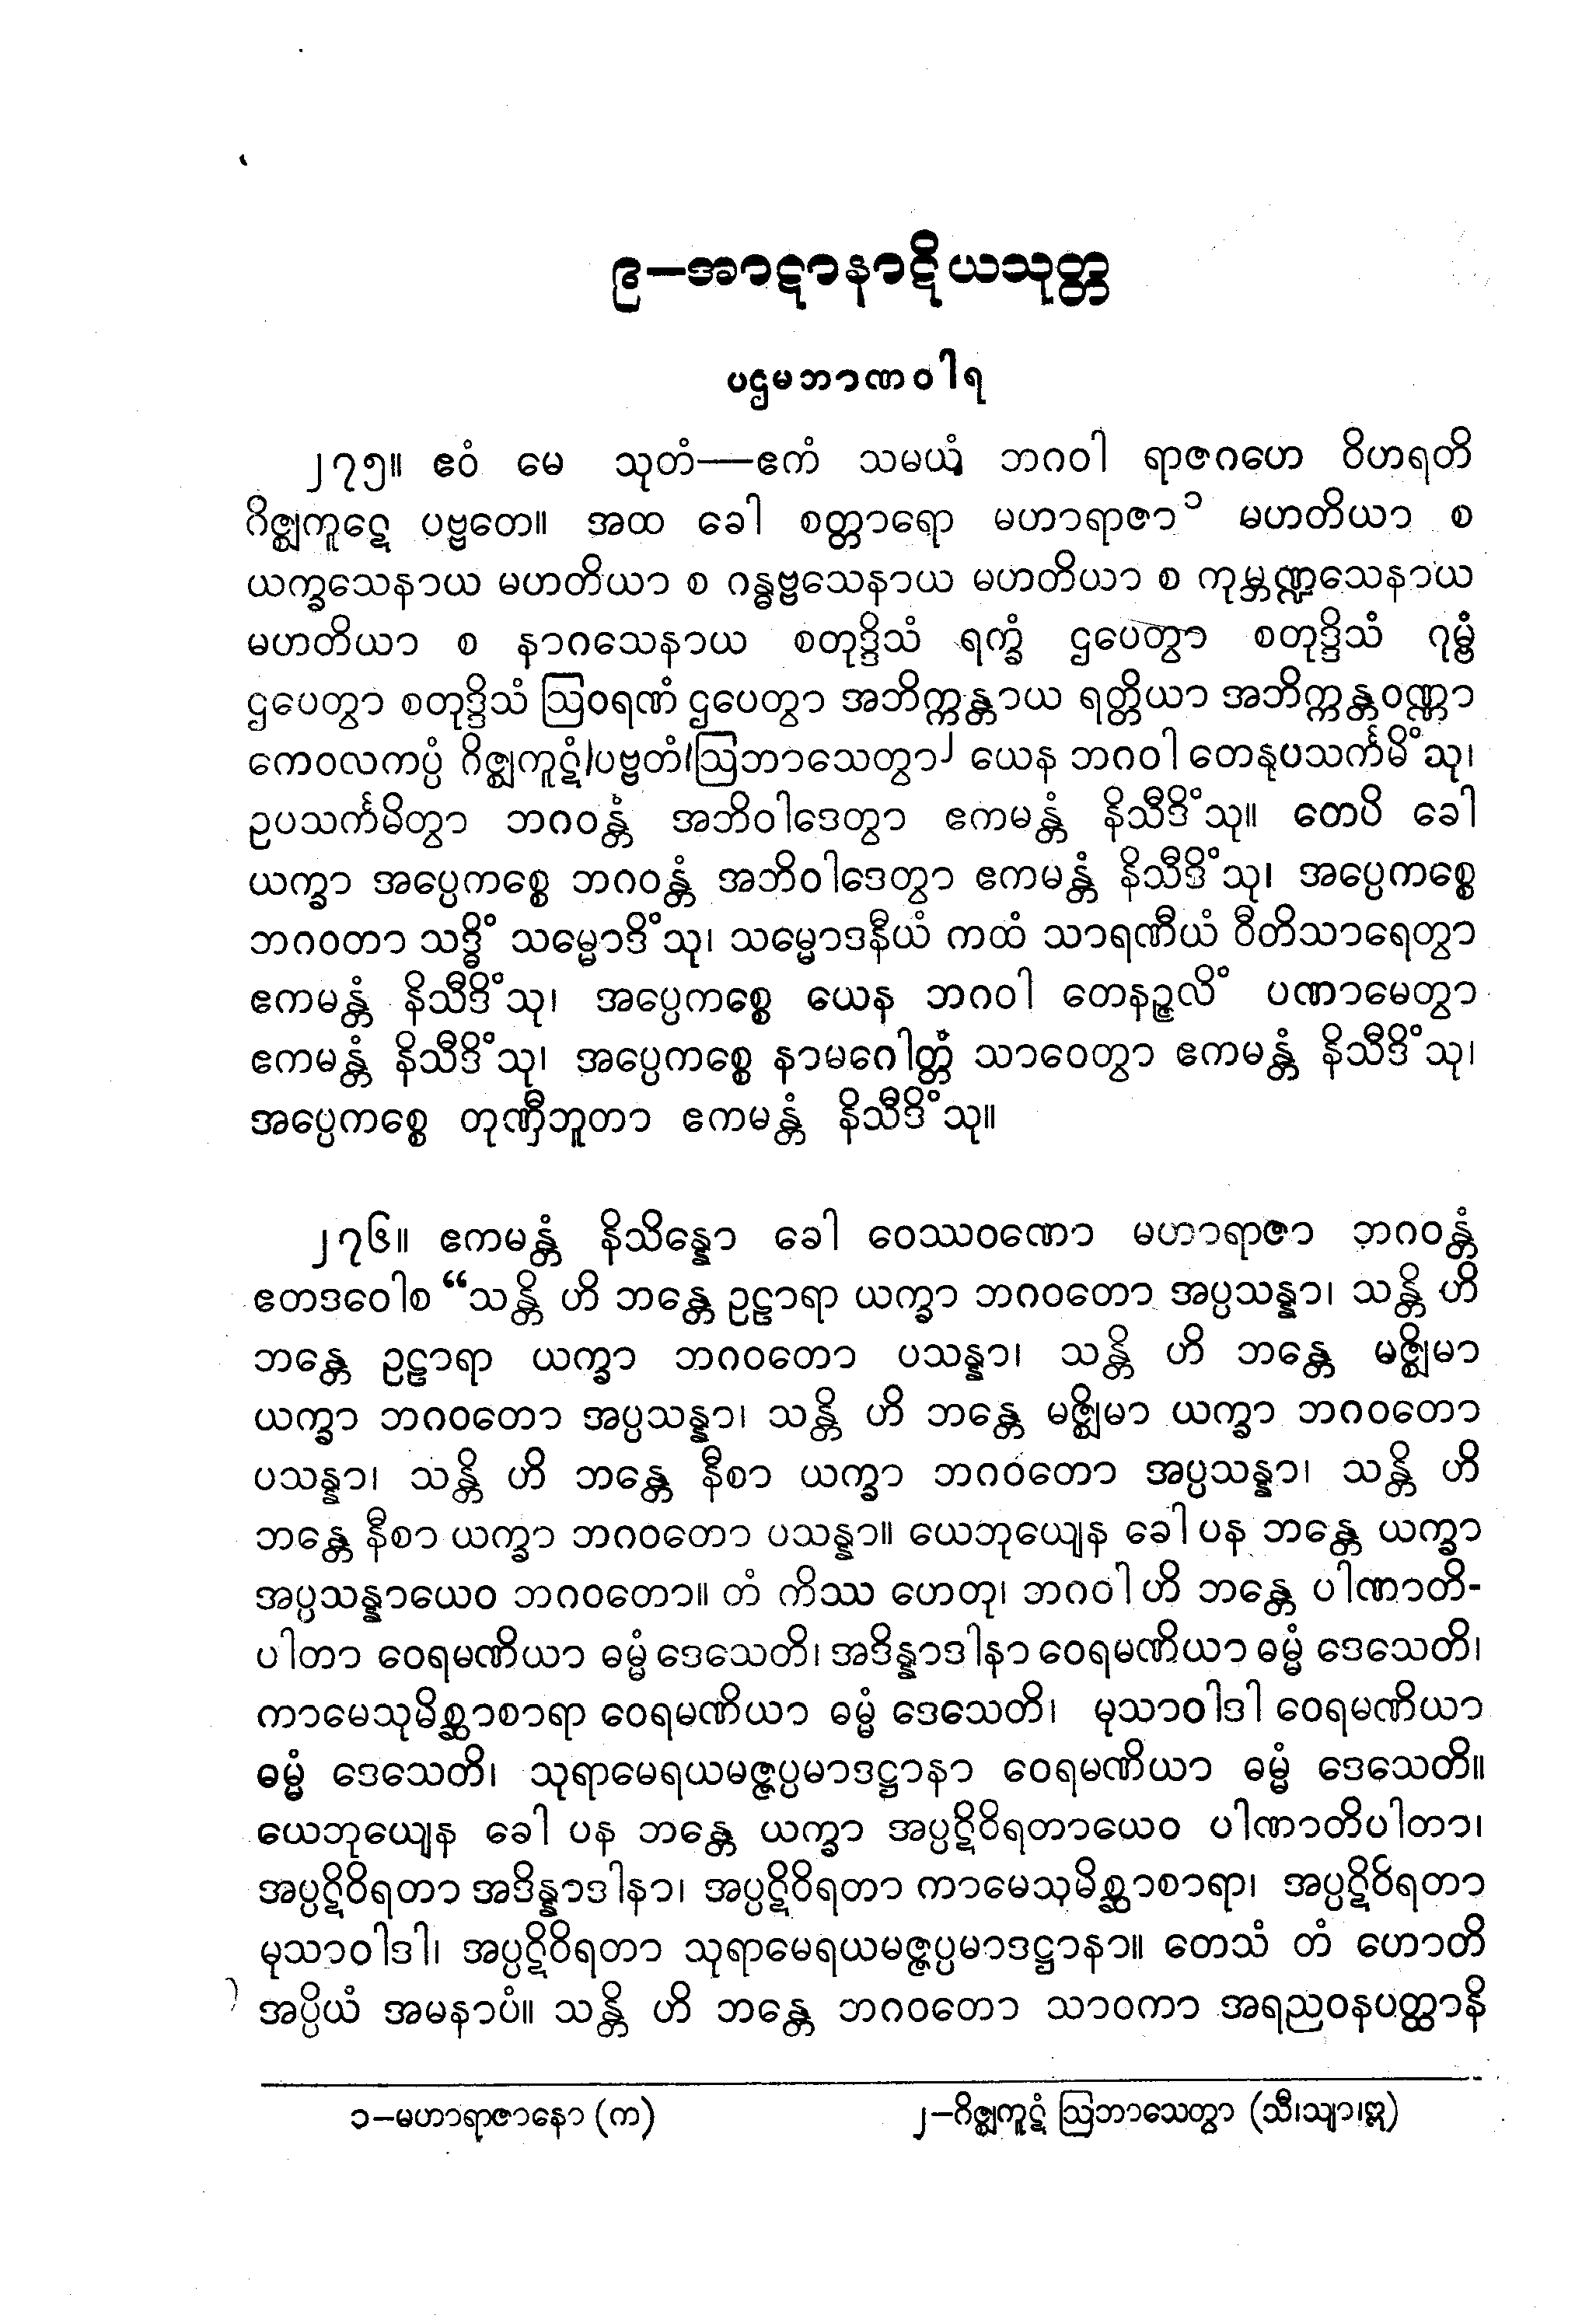 ၉–အာဋာနာဋိယသုတ္တ
ပဌမဘာဏဝါရ
၂၇၅။ ဧဝံ မေ သုတံ—ဧကံ သမယံ ဘဂဝါ ရာဇဂဟေ ဝိဟရတိ
ဂိဇ္ဈကူဋေ ပဗ္ဗတေ။ အထ ခေါ စတ္တာရော မဟာရာဇာ၁ မဟတိယာ စ
ယက္ခသေနာယ မဟတိယာ စ ဂန္ဓဗ္ဗသေနာယ မဟတိယာ စ ကုမ္ဘဏ္ဍသေနာယ
မဟတိယာ စ နာဂသေနာယ စတုဒ္ဒိသံ ရက္ခံ ဌပေတွာ စတုဒ္ဒိသံ ဂုမ္ဗံ
ဌပေတွာ စတုဒ္ဒိသံ ဩဝရဏံ ဌပေတွာ အဘိက္ကန္တာယ ရတ္တိယာ အဘိက္ကန္တဝဏ္ဏာ
ကေဝလကပ္ပံ ဂိဇ္ဈကူဋံ/ပဗ္ဗတံ/ဩဘာသေတွာ၂ ယေန ဘဂဝါ တေနုပသင်္ကမိံသု၊
ဥပသင်္ကမိတွာ ဘဂဝန္တံ အဘိဝါဒေတွာ ဧကမန္တံ နိသီဒိံသု။ တေပိ ခေါ
ယက္ခာ အပ္ပေကစ္စေ ဘဂဝန္တံ အဘိဝါဒေတွာ ဧကမန္တံ နိသီဒိံသု၊ အပ္ပေကစ္စေ
ဘဂဝတာ သဒ္ဓိံ သမ္မောဒိံသု၊ သမ္မောဒနီယံ ကထံ သာရဏီယံ ဝီတိသာရေတွာ
ဧကမန္တံ နိသီဒိံသု၊ အပ္ပေကစ္စေ ယေန ဘဂဝါ တေနဉ္ဇလိံ ပဏာမေတွာ
ဧကမန္တံ နိသီဒိံသု၊ အပ္ပေကစ္စေ နာမဂေါတ္တံ သာဝေတွာ ဧကမန္တံ နိသီဒိံသု၊
အပ္ပေကစ္စေ တုဏှီဘူတာ ဧကမန္တံ နိသီဒိံသု။
၂၇၆။ ဧကမန္တံ နိသိန္နော ခေါ ဝေဿဝဏော မဟာရာဇာ ဘဂဝန္တံ
ဧတဒဝေါစ “သန္တိ ဟိ ဘန္တေ ဥဠာရာ ယက္ခာ ဘဂဝတော အပ္ပသန္နာ၊ သန္တိ ဟိ
ဘန္တေ ဥဠာရာ ယက္ခာ ဘဂဝတော ပသန္နာ၊ သန္တိ ဟိ ဘန္တေ မဇ္ဈိမာ
ယက္ခာ ဘဂဝတော အပ္ပသန္နာ၊ သန္တိ ဟိ ဘန္တေ မဇ္ဈိမာ ယက္ခာ ဘဂဝတော
ပသန္နာ၊ သန္တိ ဟိ ဘန္တေ နီစာ ယက္ခာ ဘဂဝတော အပ္ပသန္နာ၊ သန္တိ ဟိ
ဘန္တေ နီစာ ယက္ခာ ဘဂဝတော ပသန္နာ။ ယေဘုယျေန ခေါ ပန ဘန္တေ ယက္ခာ
အပ္ပသန္နာယေဝ ဘဂဝတော။ တံ ကိဿ ဟေတု၊ ဘဂဝါ ဟိ ဘန္တေ ပါဏာတိ-
ပါတာ ဝေရမဏိယာ ဓမ္မံ ဒေသေတိ၊ အဒိန္နာဒါနာ ဝေရမဏိယာ ဓမ္မံ ဒေသေတိ၊
ကာမေသုမိစ္ဆာစာရာ ဝေရမဏိယာ ဓမ္မံ ဒေသေတိ၊ မုသာဝါဒါ ဝေရမဏိယာ
ဓမ္မံ ဒေသေတိ၊ သုရာမေရယမဇ္ဇပ္ပမာဒဋ္ဌာနာ ဝေရမဏိယာ ဓမ္မံ ဒေသေတိ။
ယေဘုယျေန ခေါ ပန ဘန္တေ ယက္ခာ အပ္ပဋိဝိရတာယေဝ ပါဏာတိပါတာ၊
အပ္ပဋိဝိရတာ အဒိန္နာဒါနာ၊ အပ္ပဋိဝိရတာ ကာမေသုမိစ္ဆာစာရာ၊ အပ္ပဋိဝိရတာ
မုသာဝါဒါ၊ အပ္ပဋိဝိရတာ သုရာမေရယမဇ္ဇပ္ပမာဒဋ္ဌာနာ။ တေသံ တံ ဟောတိ
အပ္ပိယံ အမနာပံ။ သန္တိ ဟိ ဘန္တေ ဘဂဝတော သာဝကာ အရညဝနပတ္ထာနိ
၁–မဟာရာဇာနော (က) ၂–ဂိဇ္ဈကူဋံ ဩဘာသေတွာ (သီ၊သျာ၊ဣ)